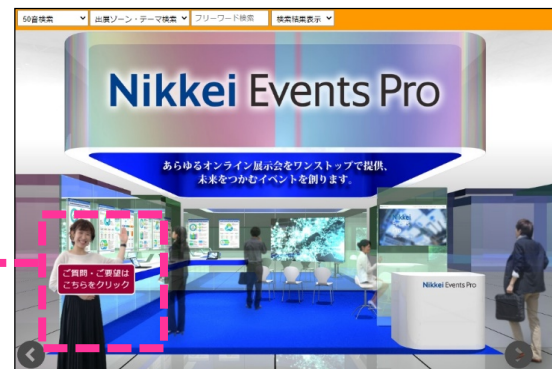 50音検索
出展ゾーン・テーマ検索
フリーワード検索
検索結果表示
Nikkei Events Pro
あらゆるオンライン展示会をワンストップで提供、
未来をつかむイベントを創ります。
Nikkei
ご質問・ご要望は
こちらをクリック
Nikkei Events Pro